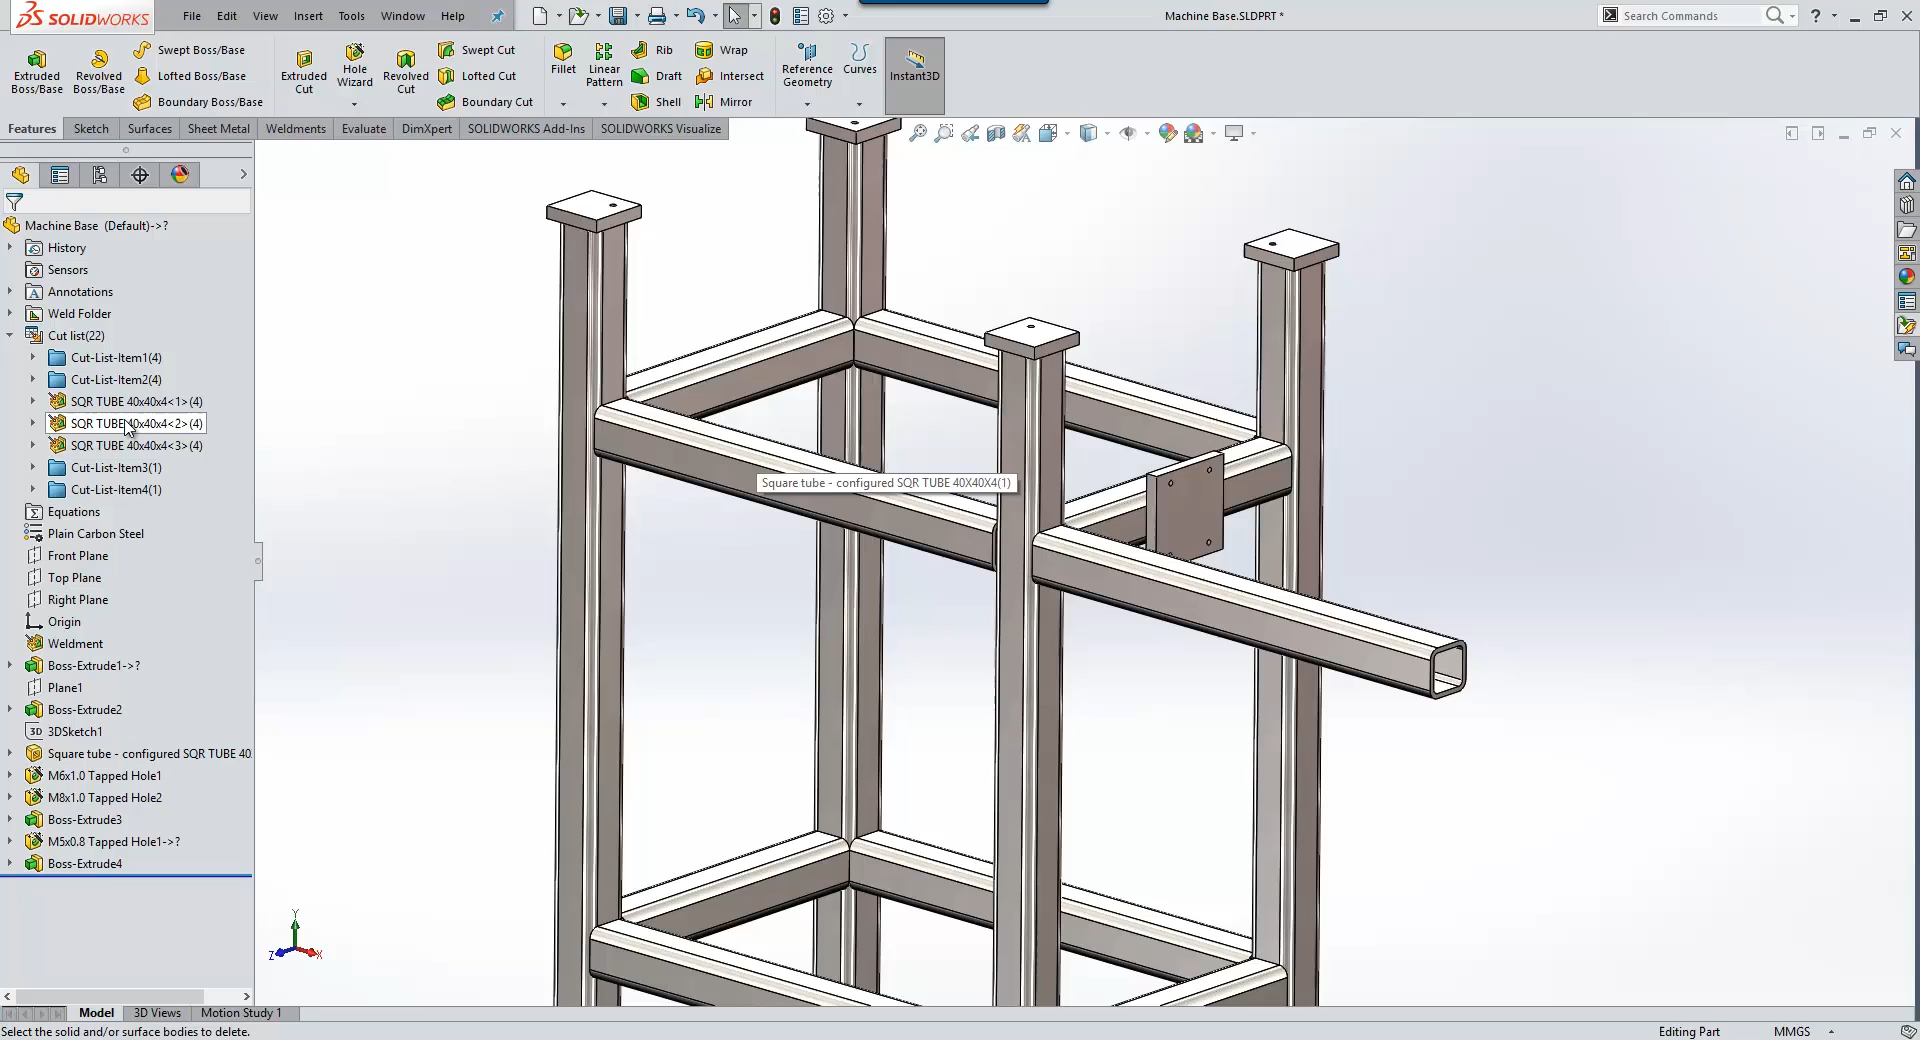 SOLIDWORKS
File Edit View Insert Tools Window Help
Machine Base.SLDPRT *
Search Commands
?
Extruded Boss/Base
Revolved Boss/Base
Swept Boss/Base
Lofted Boss/Base
Boundary Boss/Base
Extruded Cut
Hole Wizard
Revolved Cut
Swept Cut
Lofted Cut
Boundary Cut
Fillet
Linear Pattern
Rib
Draft
Shell
Wrap
Intersect
Mirror
Reference Geometry
Curves
Instant3D
Features Sketch Surfaces Sheet Metal Weldments Evaluate DimXpert SOLIDWORKS Add-Ins SOLIDWORKS Visualize
Machine Base (Default)->?
History
Sensors
Annotations
Weld Folder
Cut list(22)
Cut-List-Item1(4)
Cut-List-Item2(4)
SQR TUBE 40x40x4<1>(4)
SQR TUBE 40x40x4<2>(4)
SQR TUBE 40x40x4<3>(4)
Cut-List-Item3(1)
Cut-List-Item4(1)
Equations
Plain Carbon Steel
Front Plane
Top Plane
Right Plane
Origin
Weldment
Boss-Extrude1->?
Plane1
Boss-Extrude2
3D 3DSketch1
Square tube - configured SQR TUBE 40
M6x1.0 Tapped Hole1
M8x1.0 Tapped Hole2
Boss-Extrude3
M5x0.8 Tapped Hole1->?
Boss-Extrude4
Square tube - configured SQR TUBE 40X40X4(1)
Y
Z
X
Model 3D Views Motion Study 1
Select the solid and/or surface bodies to delete.
Editing Part
MMGS